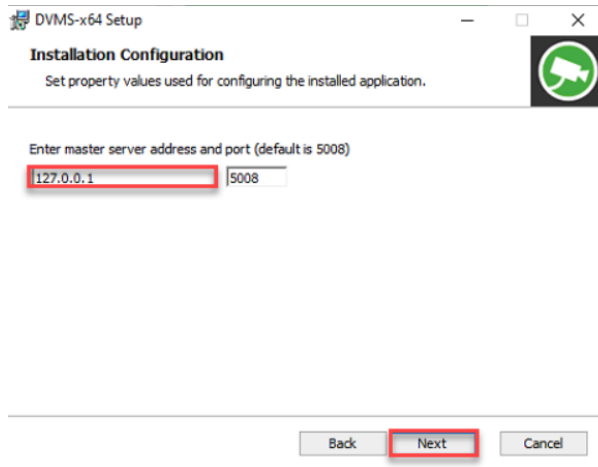 DVMS-x64 Setup
Installation Configuration
Set property values used for configuring the installed application.
Enter master server address and port (default is 5008)
127.0.0.1 5008
Back Next Cancel